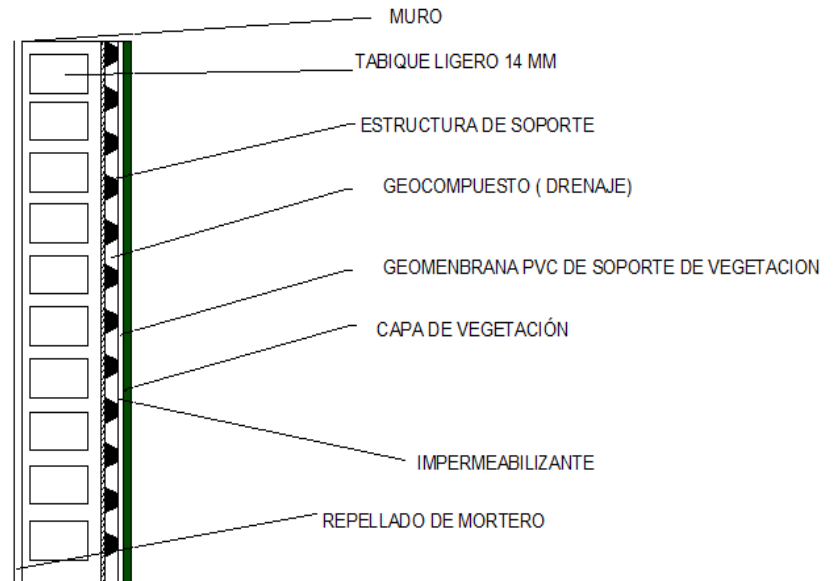 MURO
TABIQUE LIGERO 14 MM
ESTRUCTURA DE SOPORTE
GEOCOMPUESTO ( DRENAJE)
GEOMENBRANA PVC DE SOPORTE DE VEGETACION
CAPA DE VEGETACIÓN
IMPERMEABILIZANTE
REPELLADO DE MORTERO